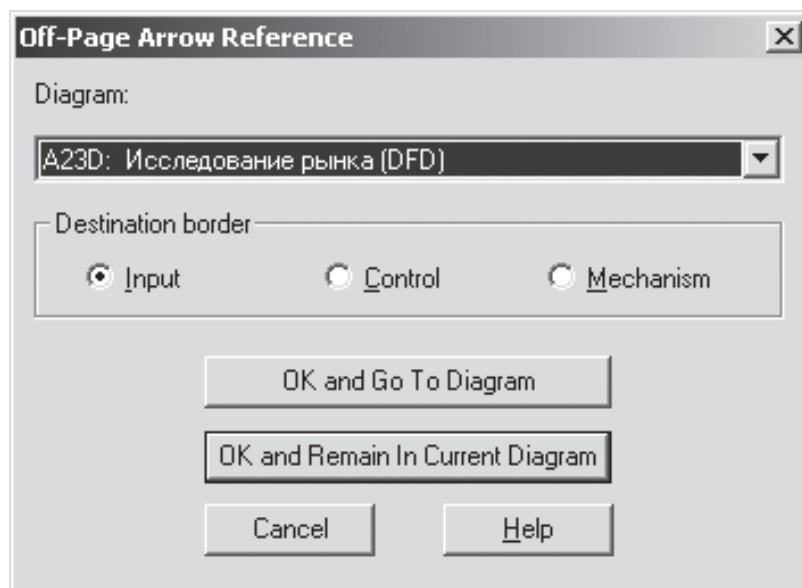 Off-Page Arrow Reference
Diagram:
A23D: Исследование рынка (DFD)
Destination border
Input Control Mechanism
OK and Go To Diagram
OK and Remain In Current Diagram
Cancel Help